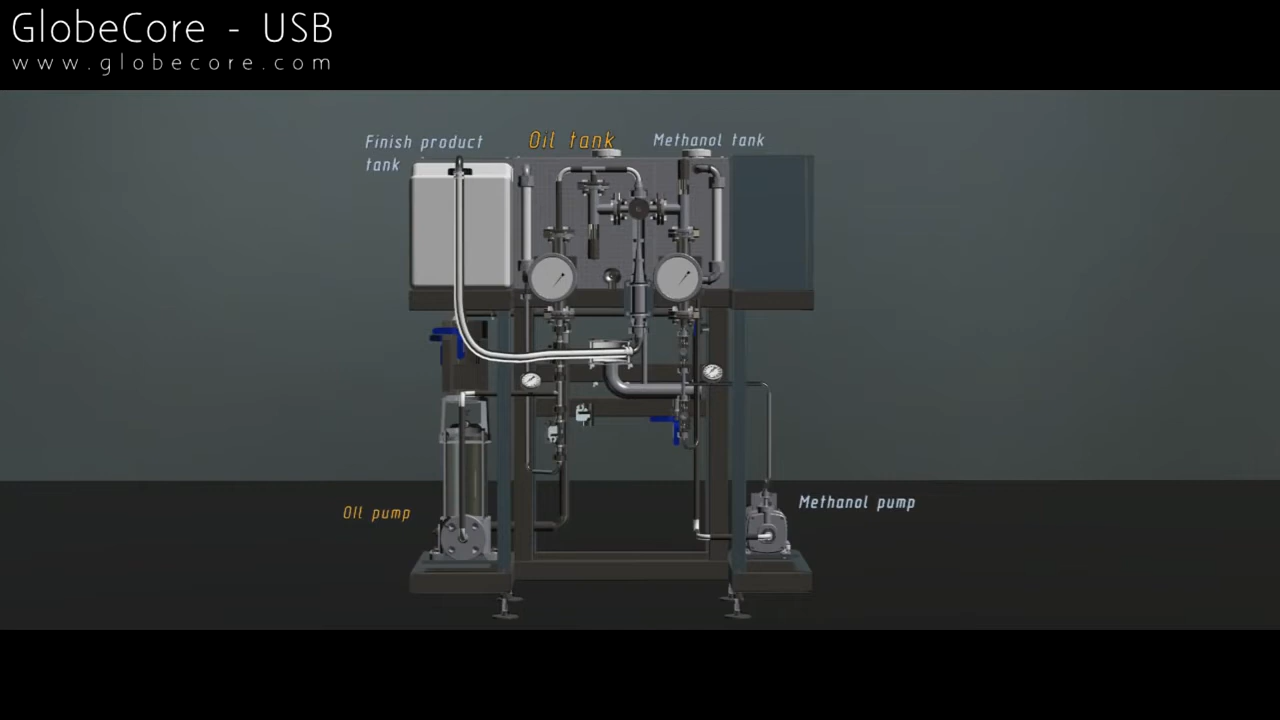 GlobeCore - USB
www.globecore.com
Finish product
tank
Oil tank
Methanol tank
OIl pump
Methanol pump